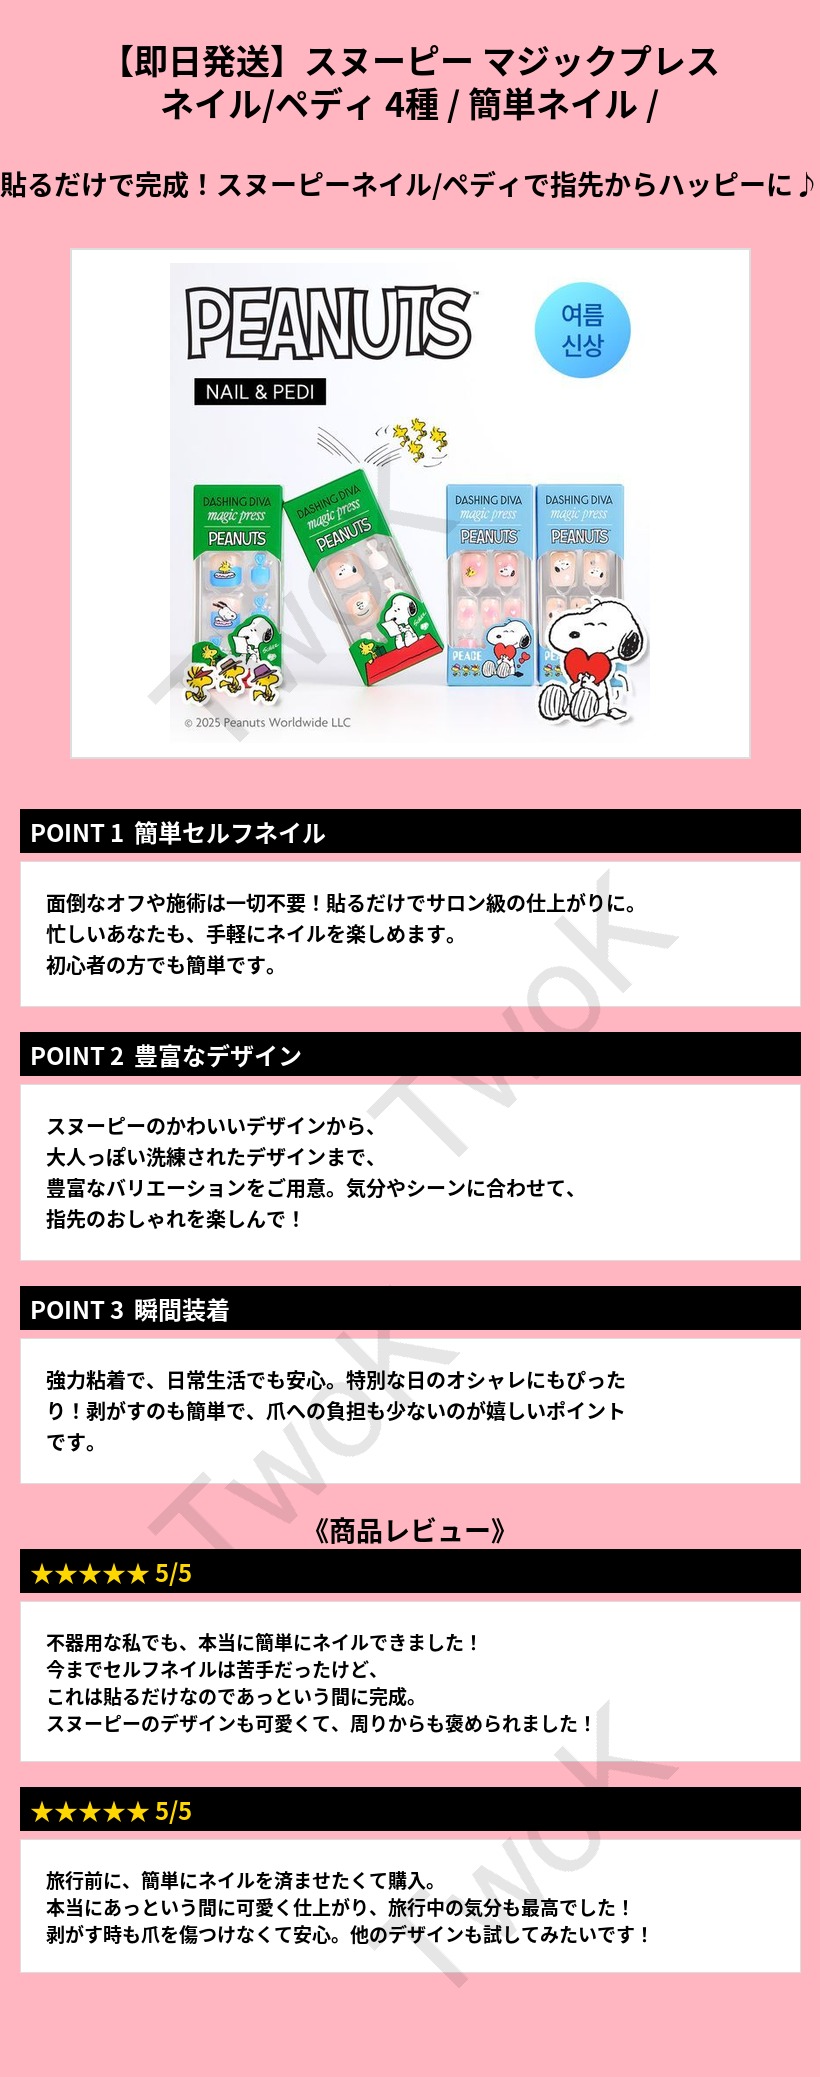 【即日発送】スヌーピー マジックプレス
ネイル/ペディ 4種 / 簡単ネイル /
貼るだけで完成！スヌーピーネイル/ペディで指先からハッピーに♪
PEANUTS™
여름
신상
NAIL & PEDI
DASHING DIVA
magic press
PEANUTS
DASHING DIVA
magic press
PEANUTS
DASHING DIVA
magic press
PEANUTS
PEACE
DASHING DIVA
magic press
PEANUTS
© 2025 Peanuts Worldwide LLC
TwoK
POINT 1 簡単セルフネイル
面倒なオフや施術は一切不要！貼るだけでサロン級の仕上がりに。
忙しいあなたも、手軽にネイルを楽しめます。
初心者の方でも簡単です。
TwoK
POINT 2 豊富なデザイン
スヌーピーのかわいいデザインから、
大人っぽい洗練されたデザインまで、
豊富なバリエーションをご用意。気分やシーンに合わせて、
指先のおしゃれを楽しんで！
POINT 3 瞬間装着
強力粘着で、日常生活でも安心。特別な日のオシャレにもぴった
り！剥がすのも簡単で、爪への負担も少ないのが嬉しいポイント
です。
TwoK
《商品レビュー》
★★★★★ 5/5
不器用な私でも、本当に簡単にネイルできました！
今までセルフネイルは苦手だったけど、
これは貼るだけなのであっという間に完成。
スヌーピーのデザインも可愛くて、周りからも褒められました！
★★★★★ 5/5
旅行前に、簡単にネイルを済ませたくて購入。
本当にあっという間に可愛く仕上がり、旅行中の気分も最高でした！
剥がす時も爪を傷つけなくて安心。他のデザインも試してみたいです！
TwoK